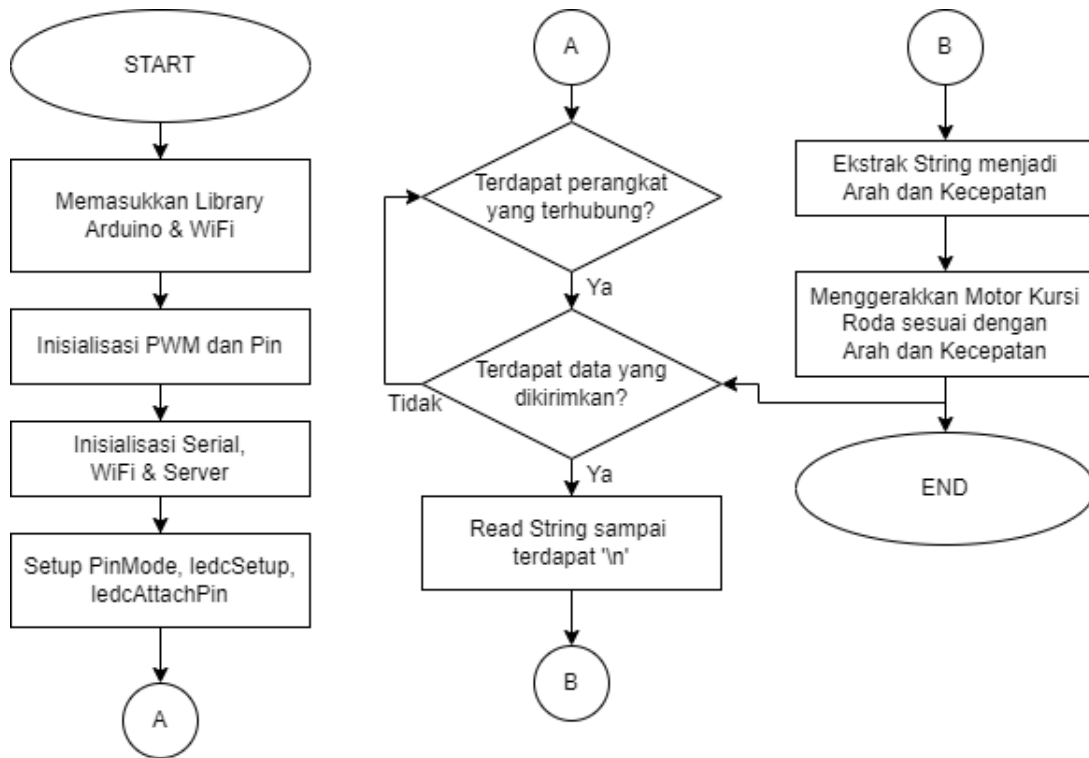 START
Memasukkan Library
Arduino & WiFi
Inisialisasi PWM dan Pin
Inisialisasi Serial,
WiFi & Server
Setup PinMode, ledcSetup,
ledcAttachPin
A
A
Terdapat perangkat
yang terhubung?
Ya
Terdapat data yang
dikirimkan?
Tidak
Ya
Read String sampai
terdapat '\n'
B
B
Ekstrak String menjadi
Arah dan Kecepatan
Menggerakkan Motor Kursi
Roda sesuai dengan
Arah dan Kecepatan
END